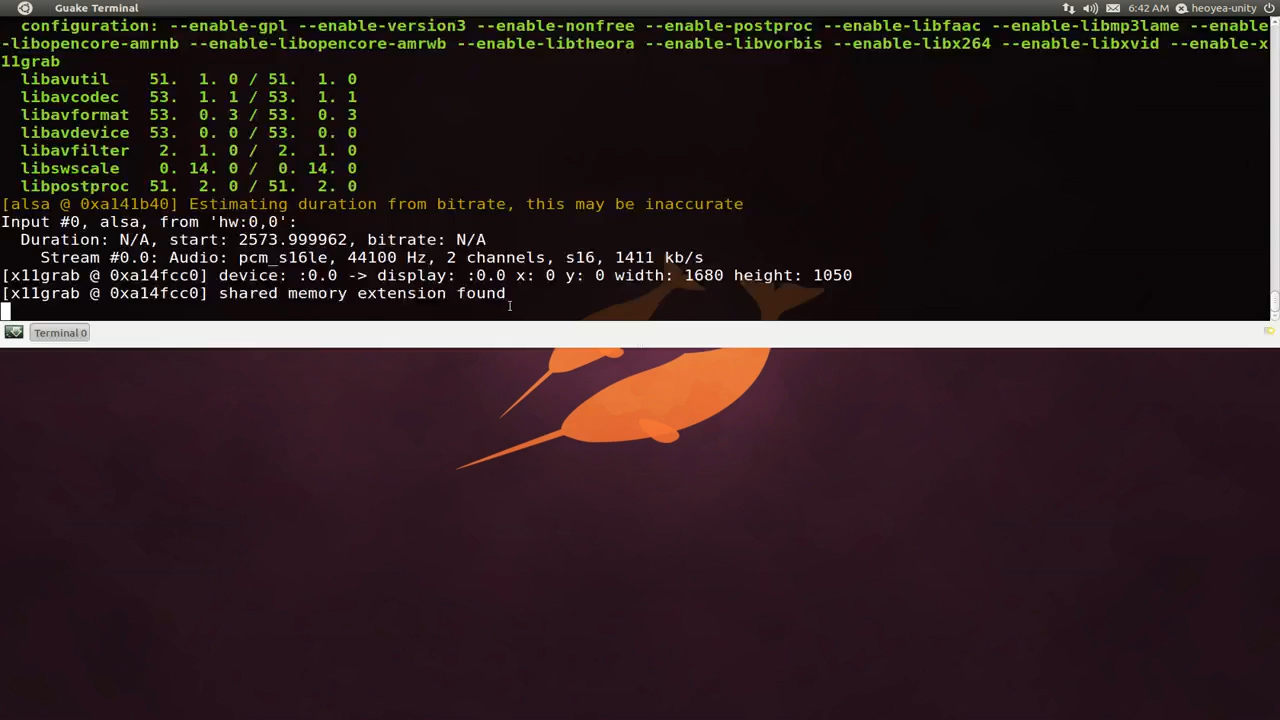 Guake Terminal 6:42 AM heoyea-unity
configuration: --enable-gpl --enable-version3 --enable-nonfree --enable-postproc --enable-libfaac --enable-libmp3lame --enable
-libopencore-amrnb --enable-libopencore-amrwb --enable-libtheora --enable-libvorbis --enable-libx264 --enable-libxvid --enable-x
11grab
libavutil 51. 1. 0 / 51. 1. 0
libavcodec 53. 1. 1 / 53. 1. 1
libavformat 53. 0. 3 / 53. 0. 3
libavdevice 53. 0. 0 / 53. 0. 0
libavfilter 2. 1. 0 / 2. 1. 0
libswscale 0. 14. 0 / 0. 14. 0
libpostproc 51. 2. 0 / 51. 2. 0
[alsa @ 0xa141b40] Estimating duration from bitrate, this may be inaccurate
Input #0, alsa, from 'hw:0,0':
Duration: N/A, start: 2573.999962, bitrate: N/A
Stream #0.0: Audio: pcm_s16le, 44100 Hz, 2 channels, s16, 1411 kb/s
[x11grab @ 0xa14fcc0] device: :0.0 -> display: :0.0 x: 0 y: 0 width: 1680 height: 1050
[x11grab @ 0xa14fcc0] shared memory extension found
Terminal 0